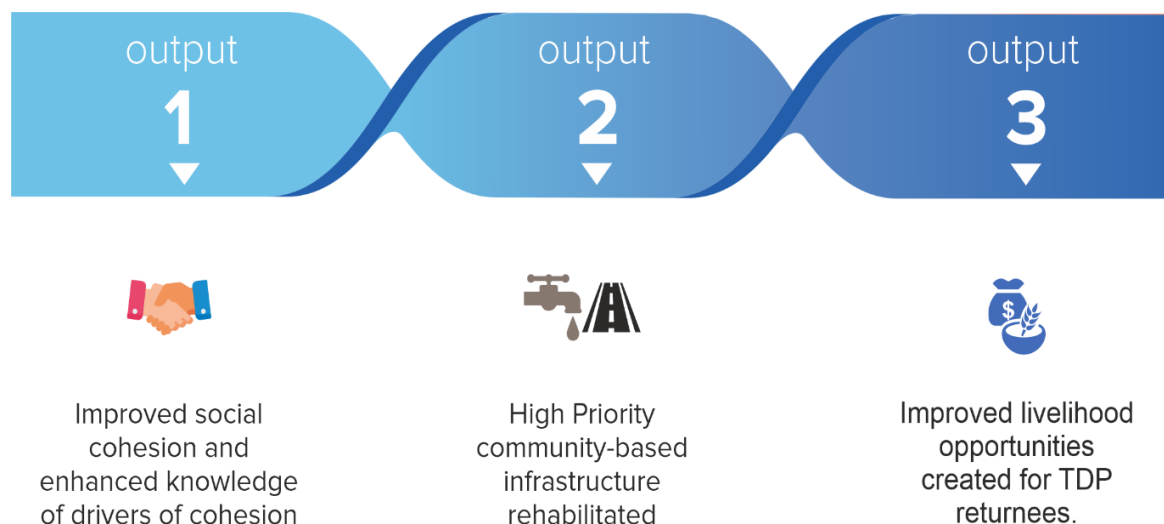 output
1
output
2
output
3
$
Improved social
cohesion and
enhanced knowledge
of drivers of cohesion
High Priority
community-based
infrastructure
rehabilitated
Improved livelihood
opportunities
created for TDP
returnees.